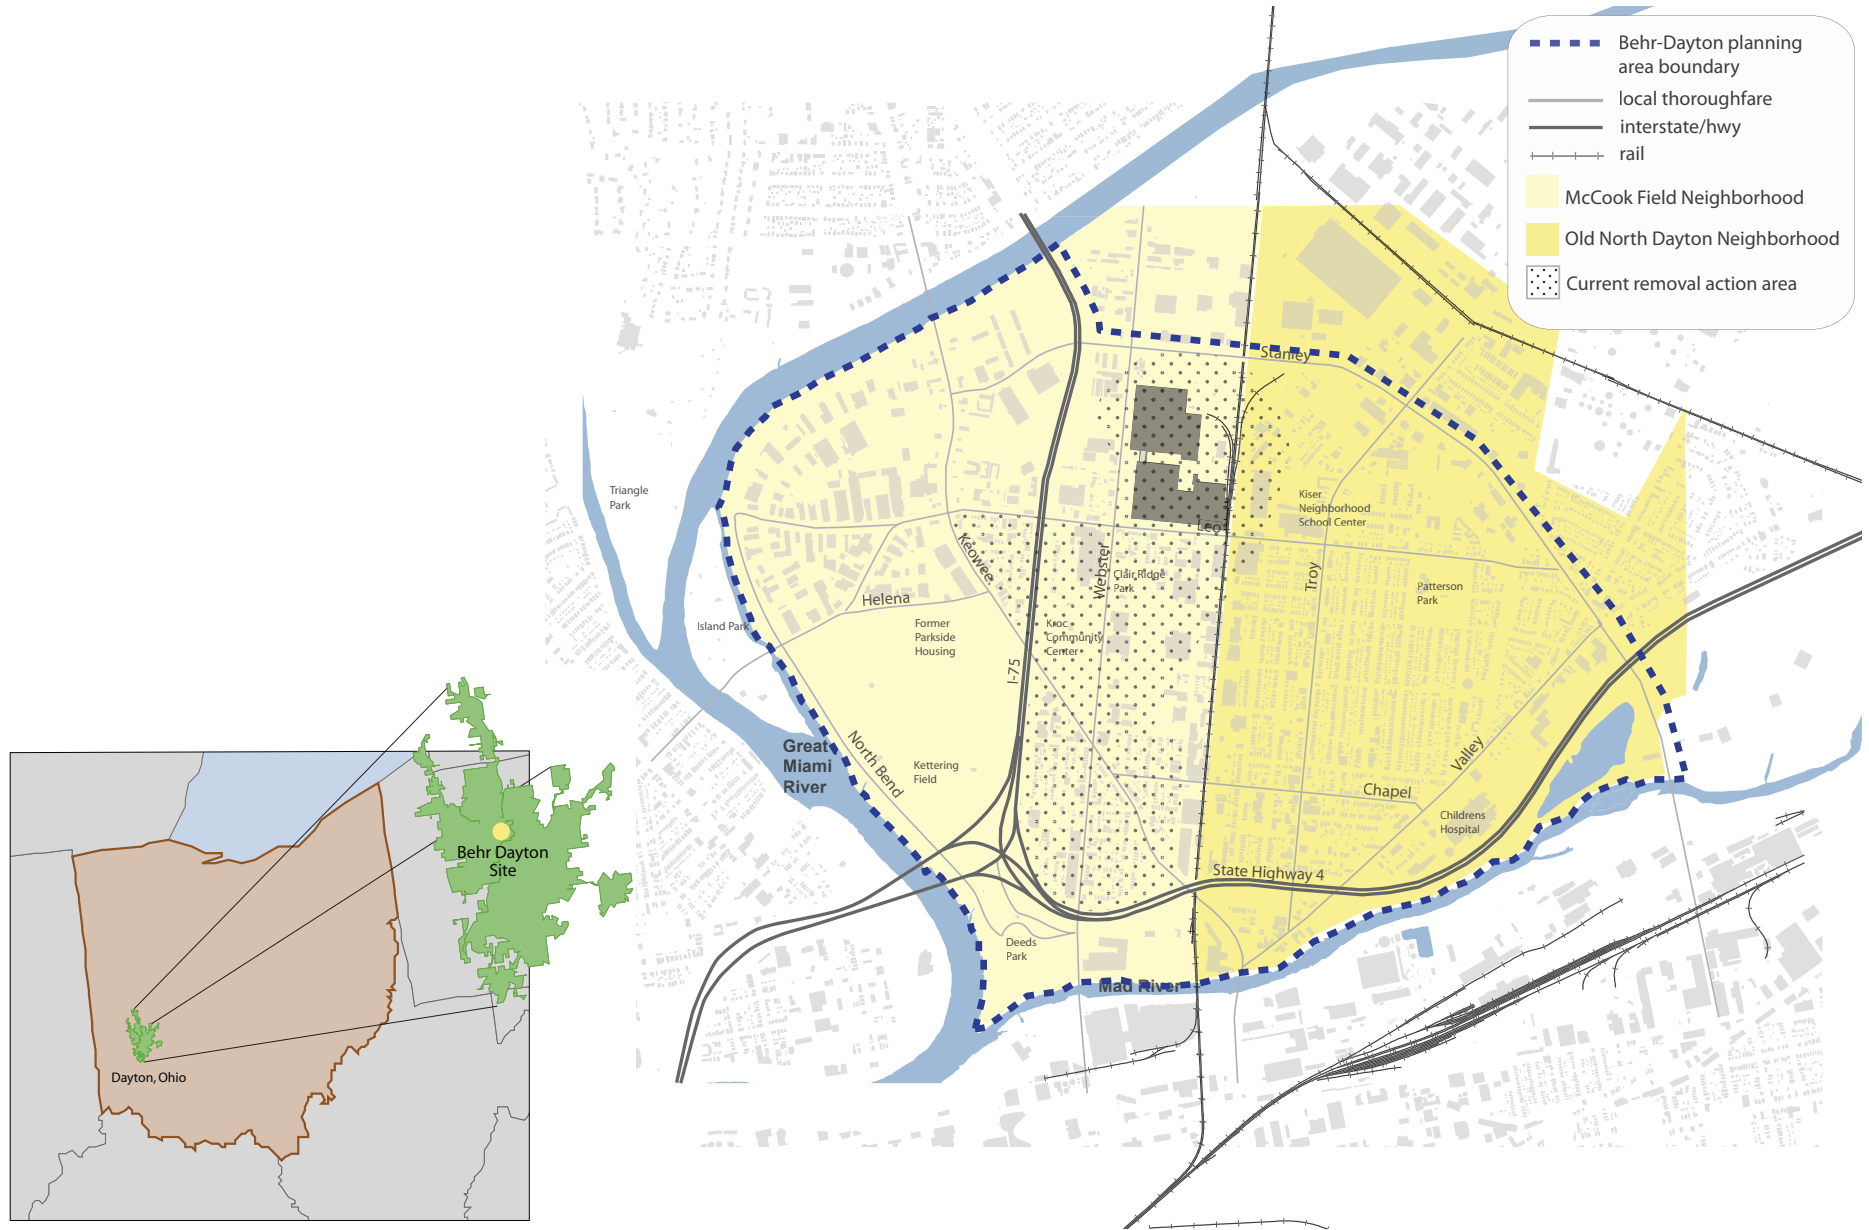 Behr-Dayton planning
area boundary
local thoroughfare
interstate/hwy
rail
McCook Field Neighborhood
Old North Dayton Neighborhood
Current removal action area
Stanley
Triangle
Park
Kiser
Neighborhood
School Center
Leo
Keowee
Webster
Clair Ridge
Park
Troy
Patterson
Park
Helena
Island Park
Former
Parkside
Housing
Kroc
Community
Center
I-75
Great
Miami
River
North Bend
Kettering
Field
Valley
Chapel
Childrens
Hospital
State Highway 4
Deeds
Park
Mad River
Behr Dayton
Site
Dayton, Ohio